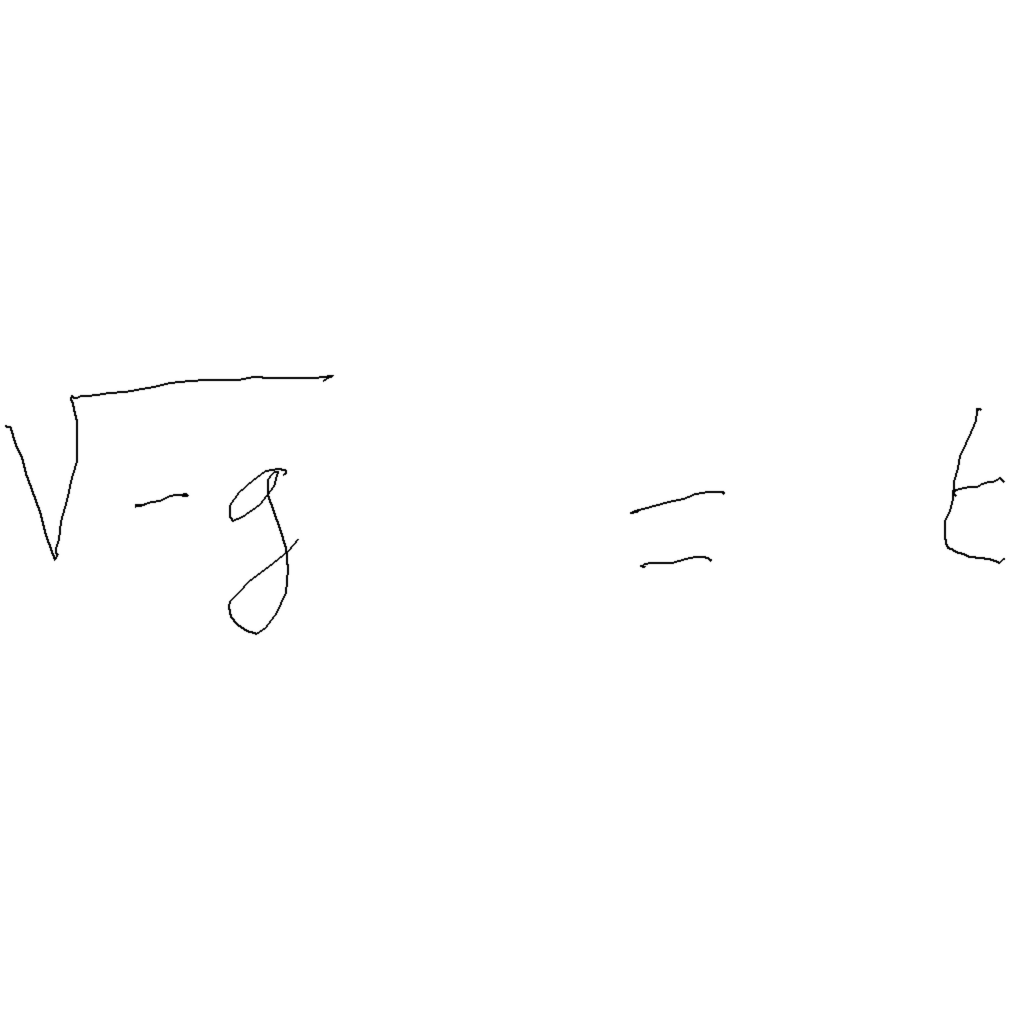 √-g = t